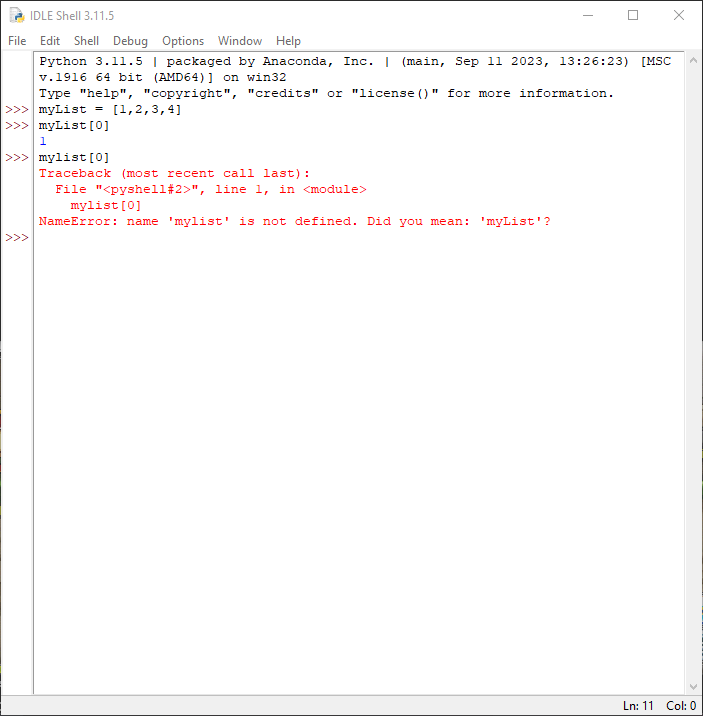 IDLE Shell 3.11.5
File Edit Shell Debug Options Window Help
Python 3.11.5 | packaged by Anaconda, Inc. | (main, Sep 11 2023, 13:26:23) [MSC
v.1916 64 bit (AMD64)] on win32
Type "help", "copyright", "credits" or "license()" for more information.
>>> myList = [1,2,3,4]
>>> myList[0]
1
>>> mylist[0]
Traceback (most recent call last):
  File "<pyshell#2>", line 1, in <module>
    mylist[0]
NameError: name 'mylist' is not defined. Did you mean: 'myList'?
>>>
Ln: 11 Col: 0